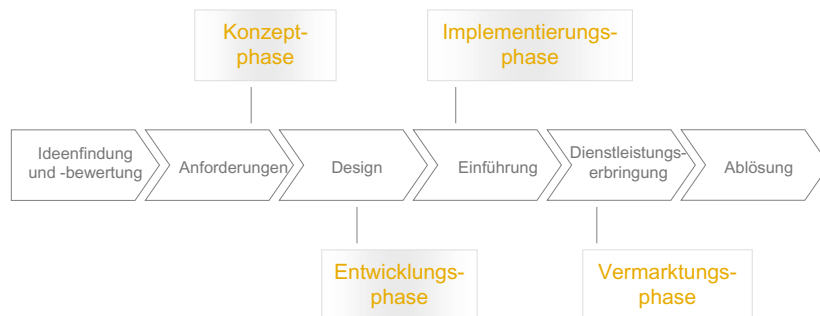 Konzept-
phase
Implementierungs-
phase
Ideenfindung
und -bewertung
Anforderungen
Design
Einführung
Dienstleistungs-
erbringung
Ablösung
Entwicklungs-
phase
Vermarktungs-
phase